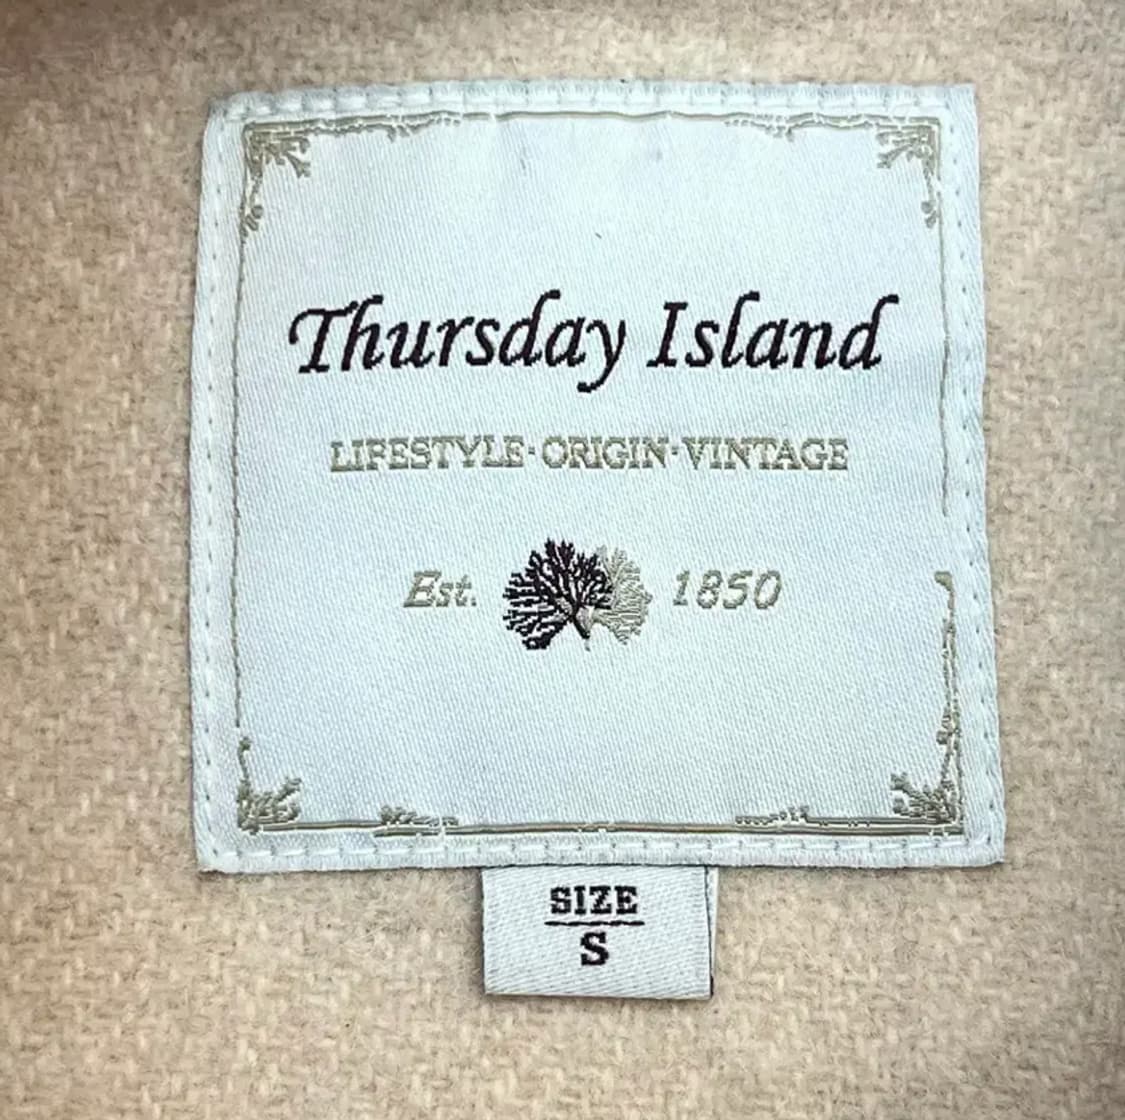 Thursday Island
LIFESTYLE·ORIGIN·VINTAGE
Est. 1850
SIZE
S